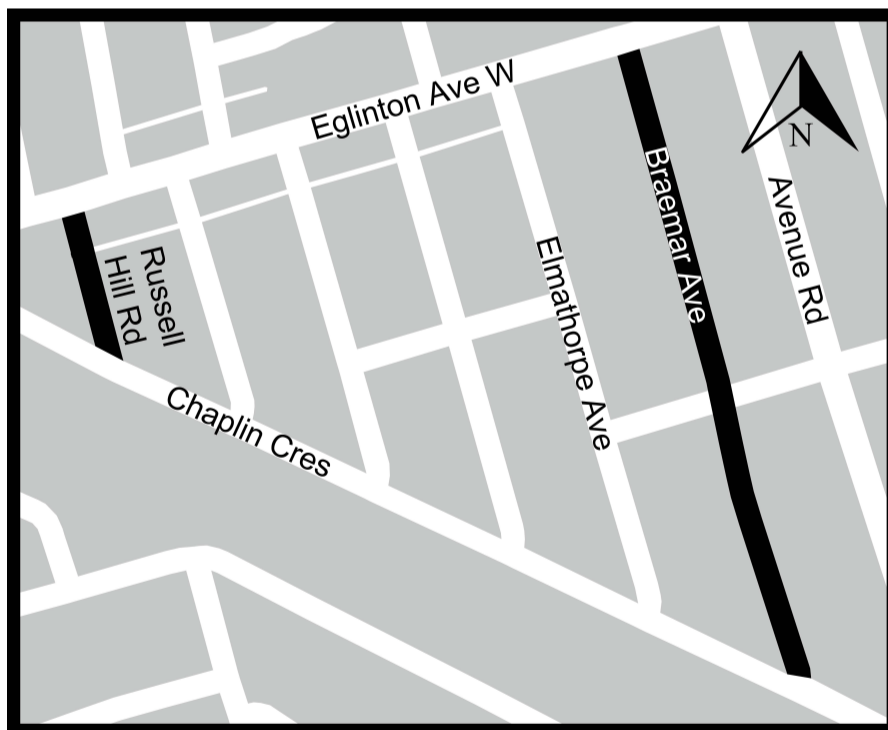 Eglinton Ave W
N
Braemar Ave
Avenue Rd
Elmathorpe Ave
Russell
Hill Rd
Chaplin Cres